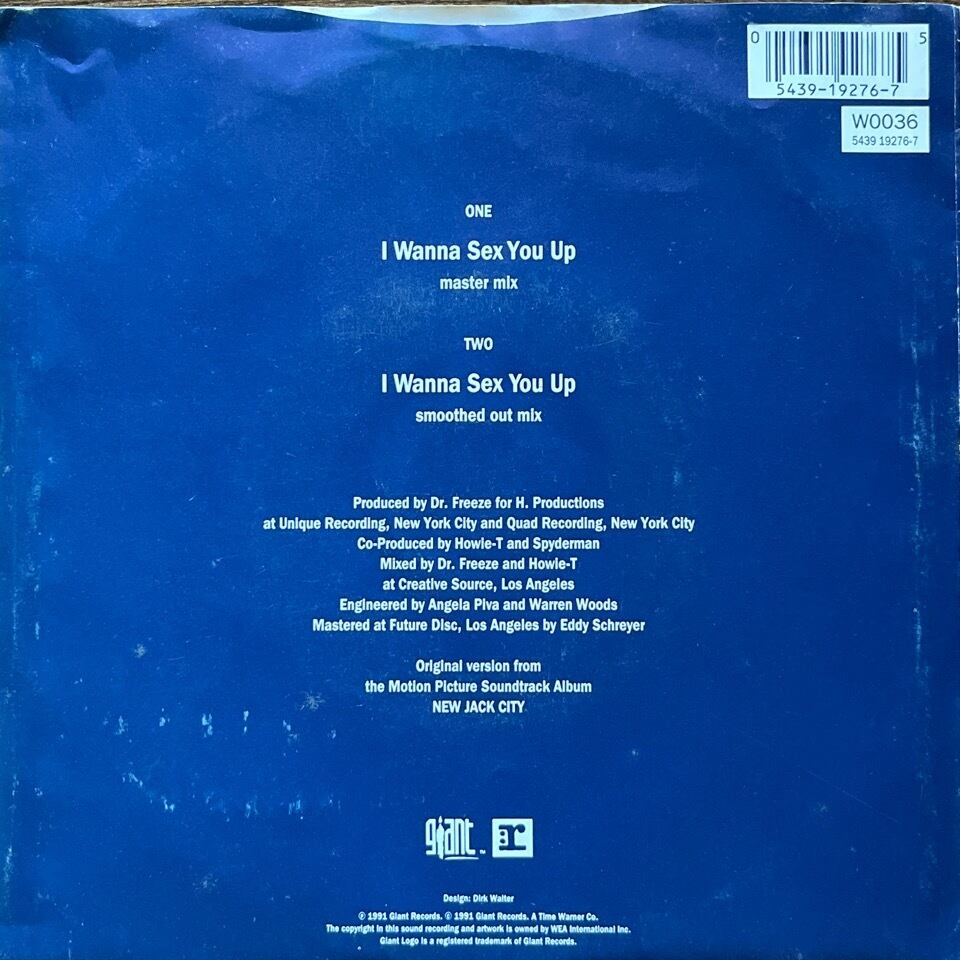 0 5
5439-19276-7
W0036
5439 19276-7
ONE
I Wanna Sex You Up
master mix
TWO
I Wanna Sex You Up
smoothed out mix
Produced by Dr. Freeze for H. Productions
at Unique Recording, New York City and Quad Recording, New York City
Co-Produced by Howie-T and Spyderman
Mixed by Dr. Freeze and Howie-T
at Creative Source, Los Angeles
Engineered by Angela Piva and Warren Woods
Mastered at Future Disc, Los Angeles by Eddy Schreyer
Original version from
the Motion Picture Soundtrack Album
NEW JACK CITY
giant™ r
Design: Dirk Walter
℗ 1991 Giant Records. © 1991 Giant Records. A Time Warner Co.
The copyright in this sound recording and artwork is owned by WEA International Inc.
Giant Logo is a registered trademark of Giant Records.